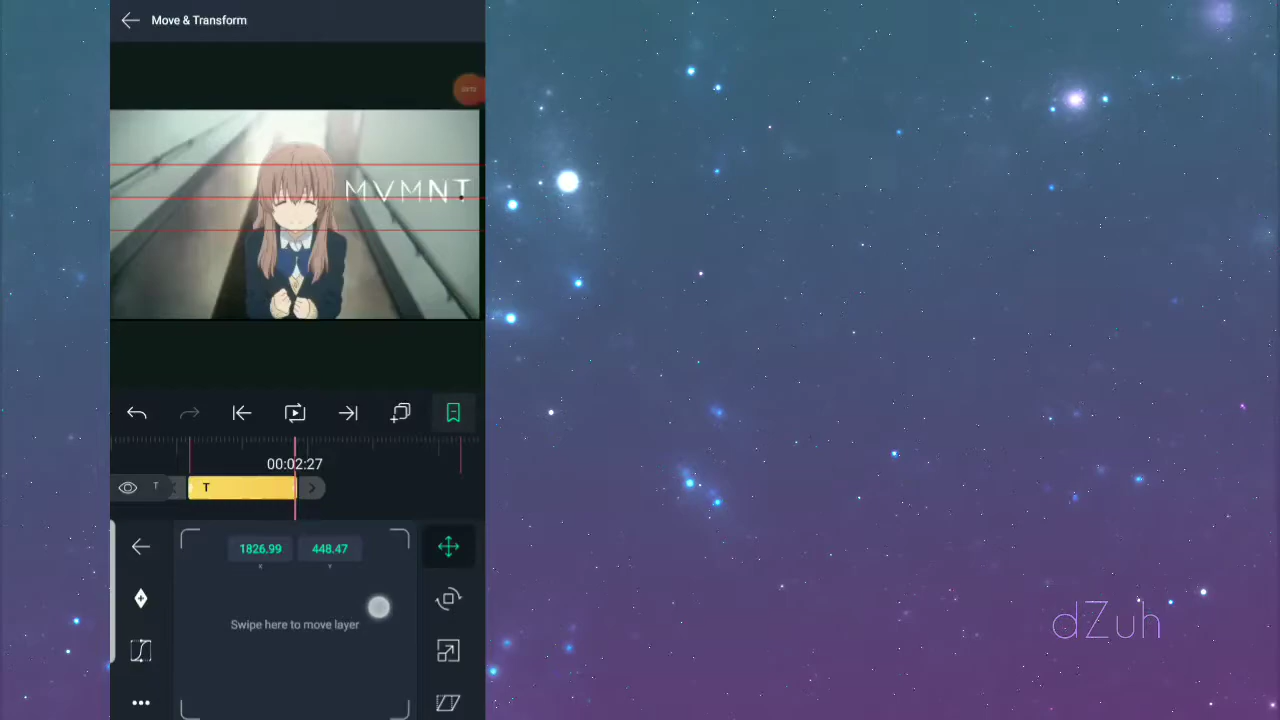 Move & Transform
MVMNT
00:02:27
T
T
1826.99
448.47
X
Y
Swipe here to move layer
dZuh